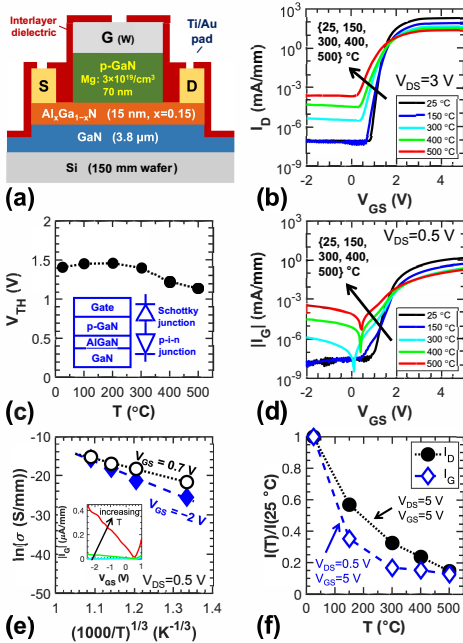 Interlayer
dielectric
Ti/Au
pad
G (W)
p-GaN
Mg: 3×10¹⁹/cm³
70 nm
S
D
AlxGa1−xN (15 nm, x=0.15)
GaN (3.8 µm)
Si (150 mm wafer)
(a)
I_D (mA/mm)
10³
10⁰
10⁻³
10⁻⁶
10⁻⁹
{25, 150,
300, 400,
500} °C
V_DS=3 V
25 °C
150 °C
300 °C
400 °C
500 °C
-2 0 2 4
V_GS (V)
(b)
V_TH (V)
2
1.5
1
0.5
0
Gate
p-GaN
AlGaN
GaN
Schottky
junction
p-i-n
junction
0 100 200 300 400 500
T (°C)
(c)
|I_G| (mA/mm)
10³
10⁰
10⁻³
10⁻⁶
10⁻⁹
{25, 150,
300, 400,
500} °C
V_DS=0.5 V
25 °C
150 °C
300 °C
400 °C
500 °C
-2 0 2 4
V_GS (V)
(d)
ln(σ (S/mm))
-10
-20
-30
-40
-50
V_GS = 0.7 V
V_GS = -2 V
|I_G| (µA/mm)
0.4
0.2
0
increasing
T
-2 -1 0
V_GS (V)
V_DS=0.5 V
1 1.1 1.2 1.3 1.4
(1000/T)^1/3 (K^-1/3)
(e)
I(T)/I(25 °C)
1
0.8
0.6
0.4
0.2
0
I_D
I_G
V_DS=5 V
V_GS=5 V
V_DS=0.5 V
V_GS=5 V
0 100 200 300 400 500
T (°C)
(f)